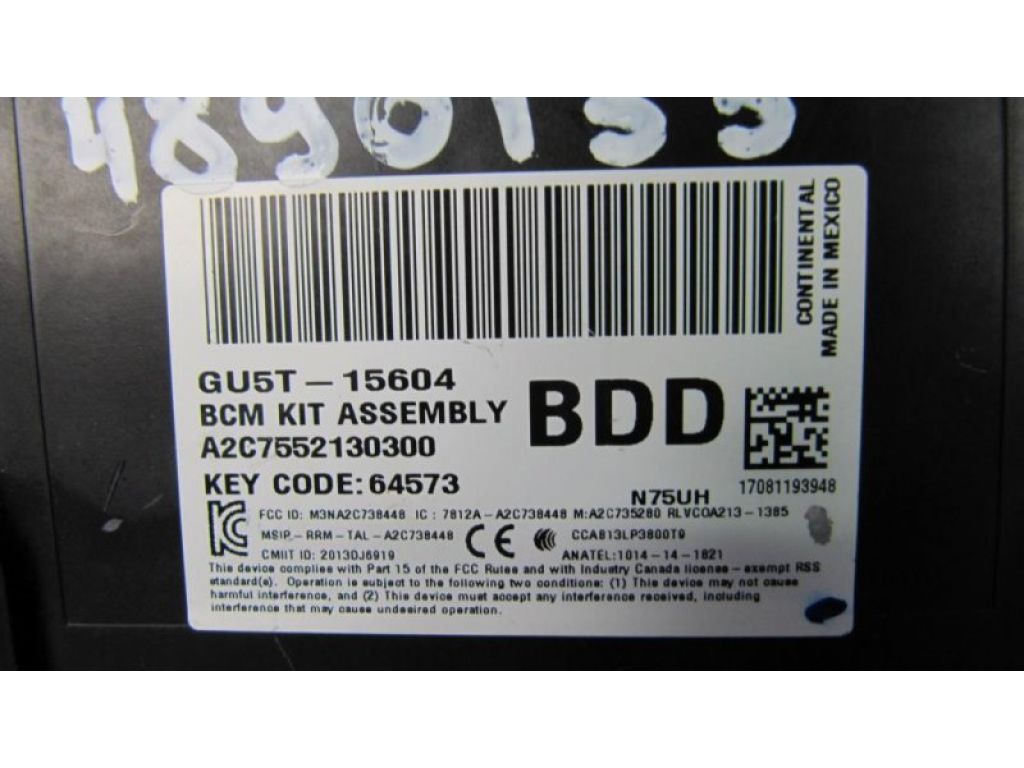 4890155
CONTINENTAL
MADE IN MEXICO
GU5T-15604
BCM KIT ASSEMBLY
BDD
A2C7552130300
KEY CODE: 64573
N75UH
17081193948
FCC ID: M3NA2C738448 IC : 7812A-A2C738448 M:A2C735280 RLVCOA213-1385
MSIP-RRM-TAL-A2C738448
CE
CCAB13LP3800T9
CMIIT ID: 2013DJ6919
ANATEL:1014-14-1821
This device complies with Part 15 of the FCC Rules and with Industry Canada license - exempt RSS
standard(s). Operation is subject to the following two conditions: (1) This device may not cause
harmful interference, and (2) This device must accept any interference received, including
interference that may cause undesired operation.